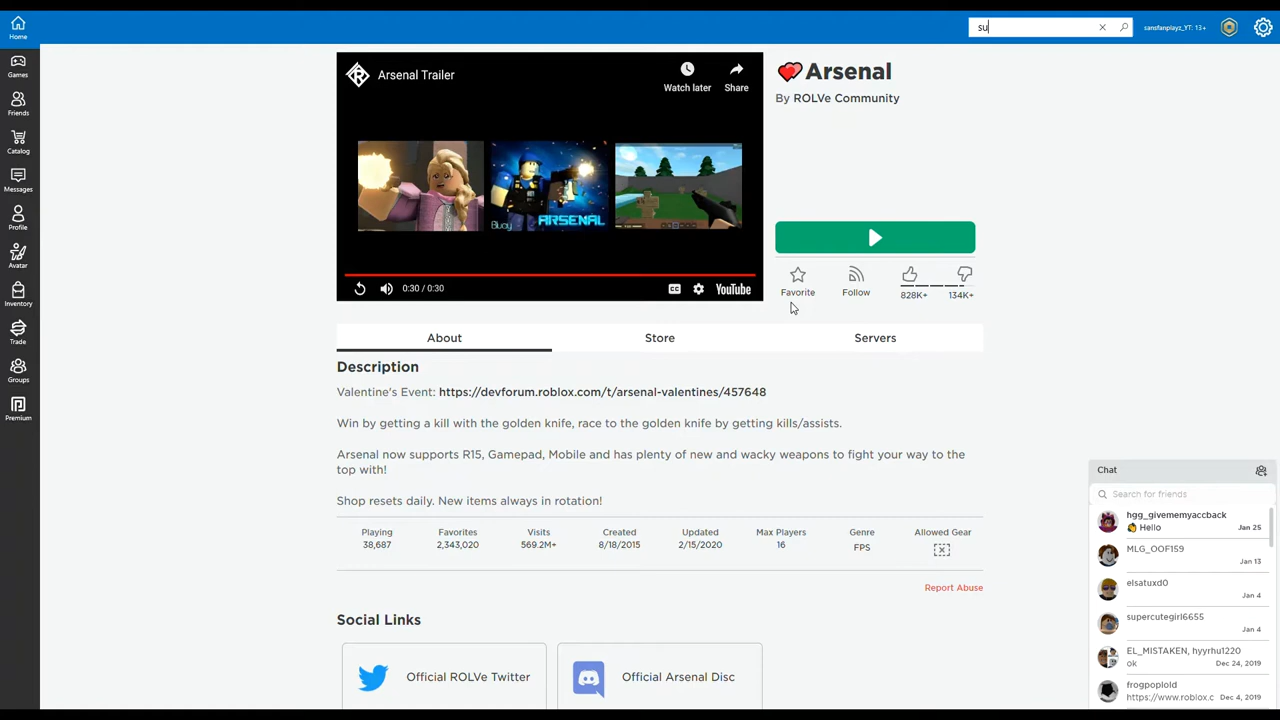 Home
su
sansfanplayz_YT: 13+
Games
Friends
Catalog
Messages
Profile
Avatar
Inventory
Trade
Groups
Premium
Arsenal Trailer
Watch later
Share
Blucy
ARSENAL
0:30 / 0:30
CC
YouTube
Arsenal
By ROLVe Community
Favorite
Follow
828K+
134K+
About
Store
Servers
Description
Valentine's Event: https://devforum.roblox.com/t/arsenal-valentines/457648
Win by getting a kill with the golden knife, race to the golden knife by getting kills/assists.
Arsenal now supports R15, Gamepad, Mobile and has plenty of new and wacky weapons to fight your way to the
top with!
Shop resets daily. New items always in rotation!
Playing Favorites Visits Created Updated Max Players Genre Allowed Gear
38,687 2,343,020 569.2M+ 8/18/2015 2/15/2020 16 FPS
Report Abuse
Social Links
Official ROLVe Twitter
Official Arsenal Disc
Chat
Search for friends
hgg_givememyaccback
Hello Jan 25
MLG_OOF159
Jan 13
elsatuxd0
Jan 4
supercutegirl6655
Jan 4
EL_MISTAKEN, hyyrhu1220
ok Dec 24, 2019
frogpoplold
https://www.roblox.c Dec 4, 2019